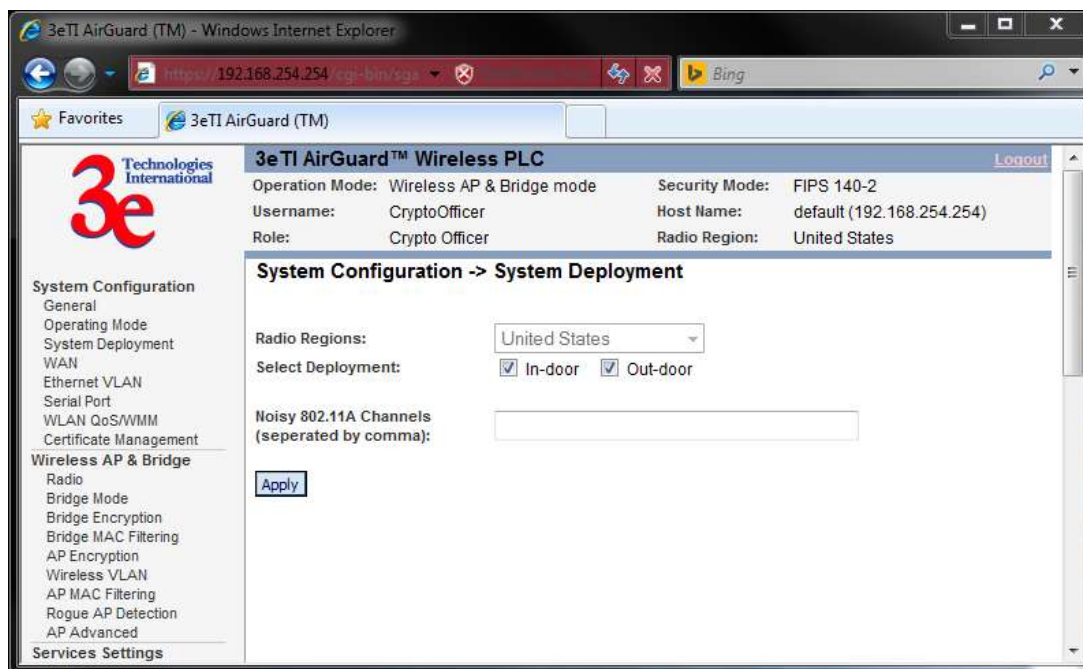 3eTI AirGuard (TM) - Windows Internet Explorer
https://192.168.254.254/cgi-bin/sga
Bing
Favorites
3eTI AirGuard (TM)
3e
Technologies
International
3eTI AirGuard™ Wireless PLC
Logout
Operation Mode: Wireless AP & Bridge mode Security Mode: FIPS 140-2
Username: CryptoOfficer Host Name: default (192.168.254.254)
Role: Crypto Officer Radio Region: United States
System Configuration
General
Operating Mode
System Deployment
WAN
Ethernet VLAN
Serial Port
WLAN QoS/WMM
Certificate Management
Wireless AP & Bridge
Radio
Bridge Mode
Bridge Encryption
Bridge MAC Filtering
AP Encryption
Wireless VLAN
AP MAC Filtering
Rogue AP Detection
AP Advanced
Services Settings
System Configuration -> System Deployment
Radio Regions: United States
Select Deployment: In-door Out-door
Noisy 802.11A Channels
(seperated by comma):
Apply